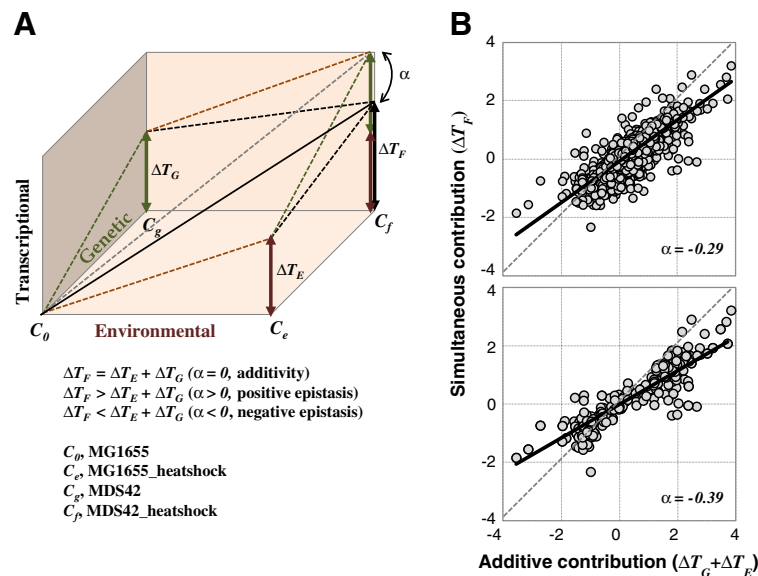 A
α
ΔT_F
ΔT_G
Transcriptional
Genetic
C_g
C_f
ΔT_E
C_0
Environmental
C_e
ΔT_F = ΔT_E + ΔT_G (α = 0, additivity)
ΔT_F > ΔT_E + ΔT_G (α > 0, positive epistasis)
ΔT_F < ΔT_E + ΔT_G (α < 0, negative epistasis)
C_0, MG1655
C_e, MG1655_heatshock
C_g, MDS42
C_f, MDS42_heatshock
B
Simultaneous contribution (ΔT_F)
4
2
0
-2
-4
α = -0.29
4
2
0
-2
-4
α = -0.39
-4 -2 0 2 4
Additive contribution (ΔT_G+ΔT_E)